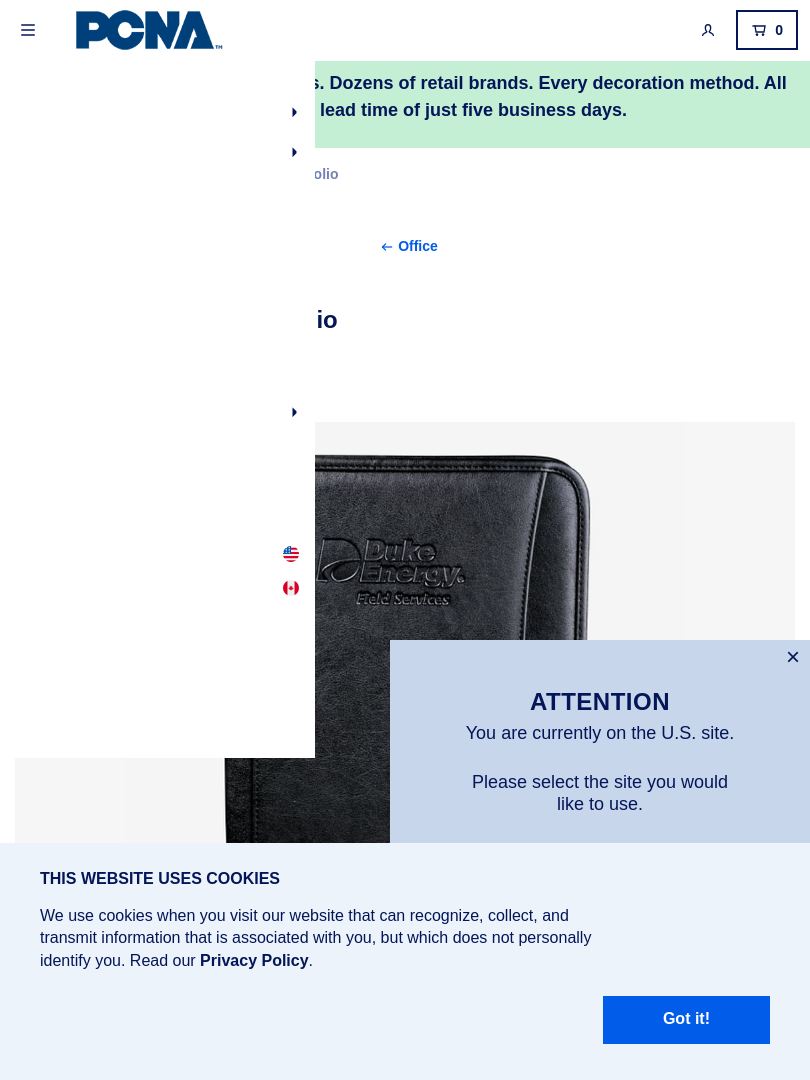 PCNA™
0
s. Dozens of retail brands. Every decoration method. All
lead time of just five business days.
olio
← Office
io
Duke
Energy®
Field Services
×
ATTENTION
You are currently on the U.S. site.
Please select the site you would
like to use.
THIS WEBSITE USES COOKIES
We use cookies when you visit our website that can recognize, collect, and
transmit information that is associated with you, but which does not personally
identify you. Read our Privacy Policy.
Got it!